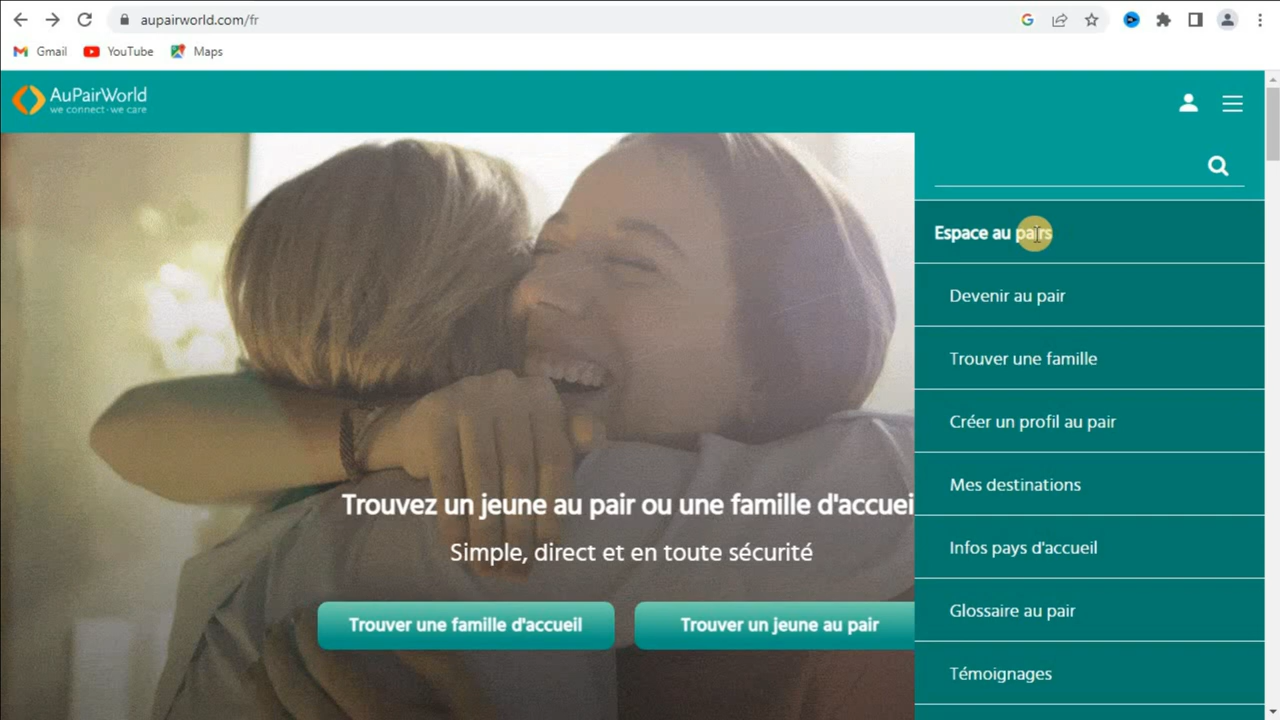 aupairworld.com/fr
Gmail YouTube Maps
AuPairWorld
we connect·we care
Espace au pairs
Devenir au pair
Trouver une famille
Créer un profil au pair
Mes destinations
Infos pays d'accueil
Glossaire au pair
Témoignages
Trouvez un jeune au pair ou une famille d'accuei
Simple, direct et en toute sécurité
Trouver une famille d'accueil
Trouver un jeune au pair